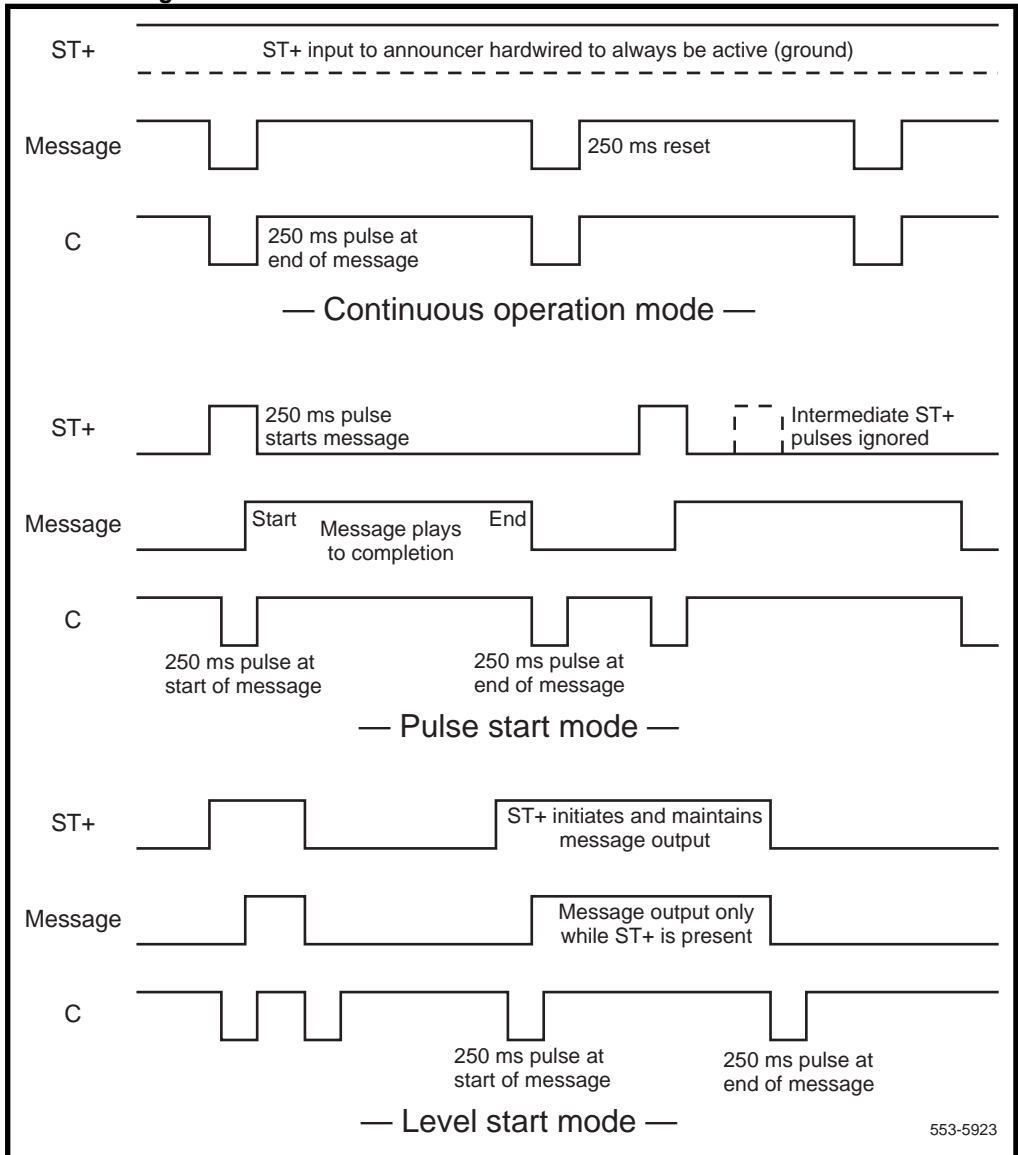 ST+
ST+ input to announcer hardwired to always be active (ground)
Message
250 ms reset
C
250 ms pulse at
end of message
— Continuous operation mode —
ST+
250 ms pulse
starts message
Intermediate ST+
pulses ignored
Message
Start
Message plays
to completion
End
C
250 ms pulse at
start of message
250 ms pulse at
end of message
— Pulse start mode —
ST+
ST+ initiates and maintains
message output
Message
Message output only
while ST+ is present
C
250 ms pulse at
start of message
250 ms pulse at
end of message
— Level start mode —
553-5923